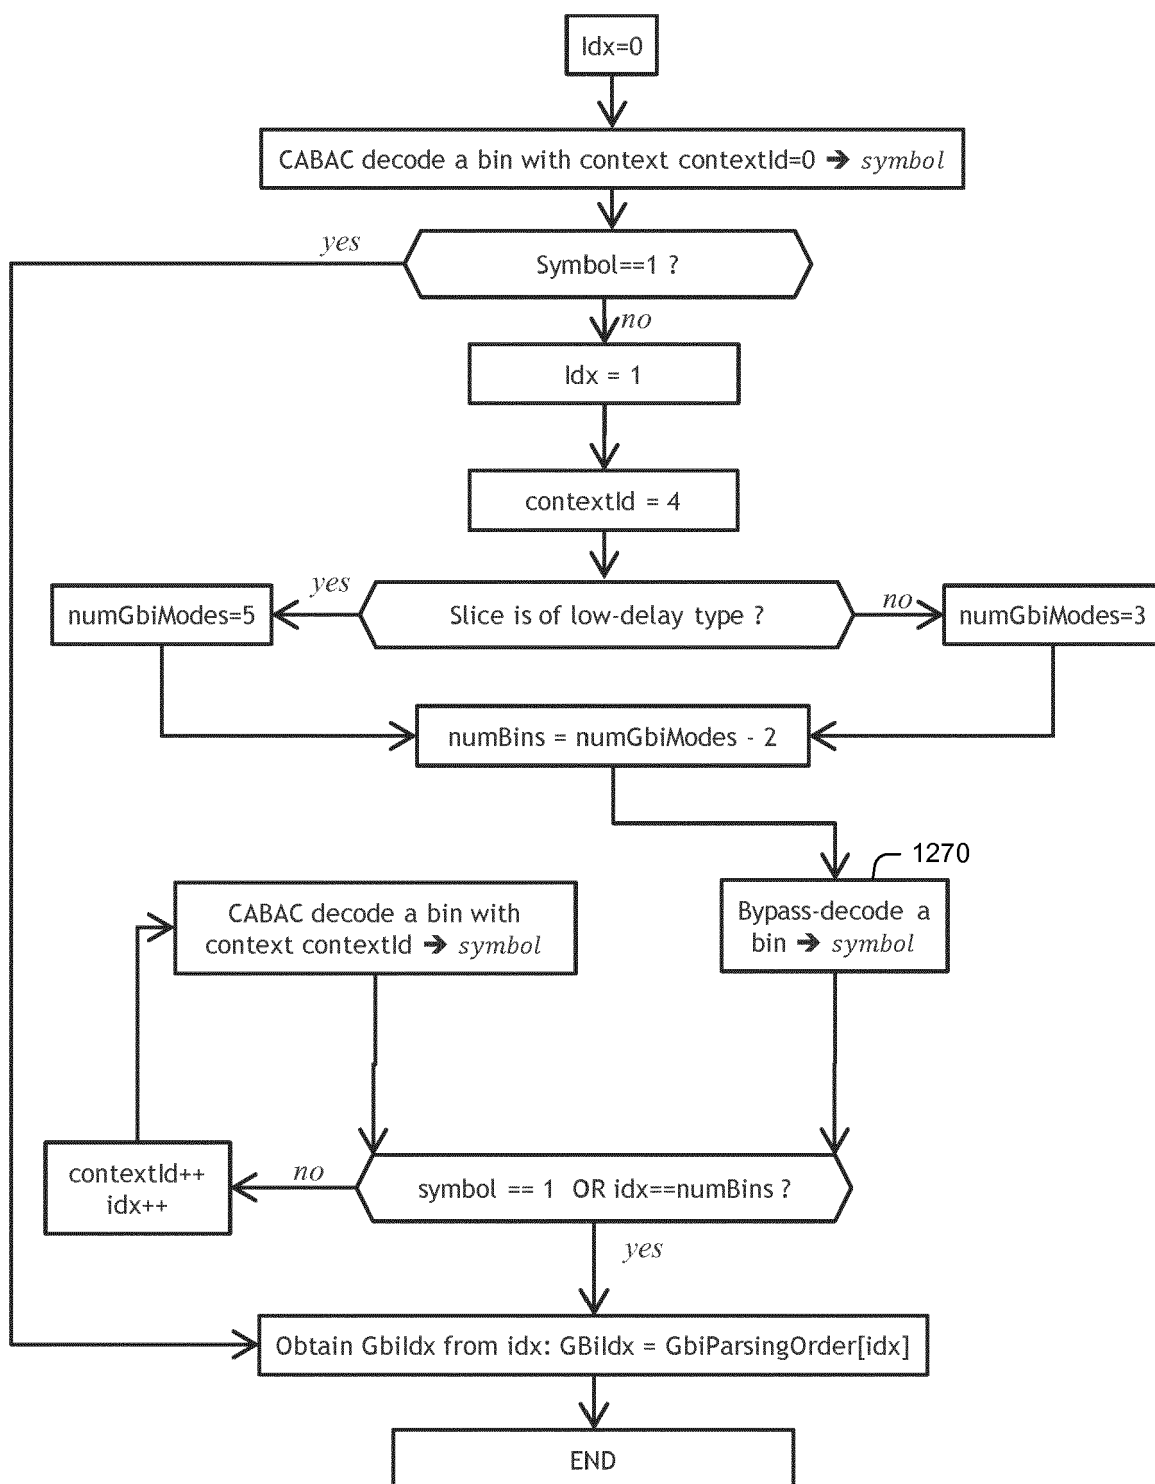 Idx=0
CABAC decode a bin with context contextId=0 ➔ symbol
yes
Symbol==1 ?
no
Idx = 1
contextId = 4
yes
numGbiModes=5
Slice is of low-delay type ?
no
numGbiModes=3
numBins = numGbiModes - 2
1270
CABAC decode a bin with
context contextId ➔ symbol
Bypass-decode a
bin ➔ symbol
contextId++
idx++
no
symbol == 1 OR idx==numBins ?
yes
Obtain GbiIdx from idx: GBiIdx = GbiParsingOrder[idx]
END